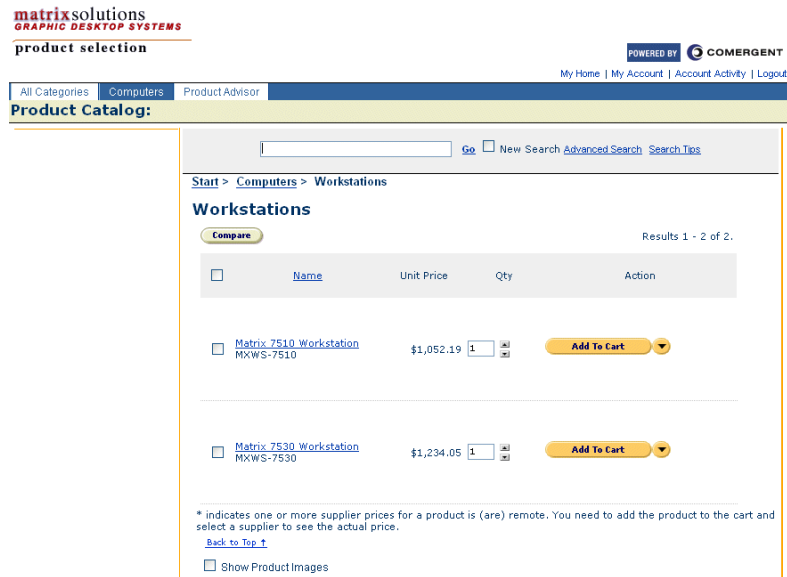 matrixsolutions
GRAPHIC DESKTOP SYSTEMS
product selection
POWERED BY COMERGENT
My Home | My Account | Account Activity | Logout
All Categories Computers Product Advisor
Product Catalog:
Go New Search Advanced Search Search Tips
Start > Computers > Workstations
Workstations
Compare Results 1 - 2 of 2.
Name Unit Price Qty Action
Matrix 7510 Workstation
MXWS-7510 $1,052.19 1 Add To Cart
Matrix 7530 Workstation
MXWS-7530 $1,234.05 1 Add To Cart
* indicates one or more supplier prices for a product is (are) remote. You need to add the product to the cart and
select a supplier to see the actual price.
Back to Top ↑
Show Product Images